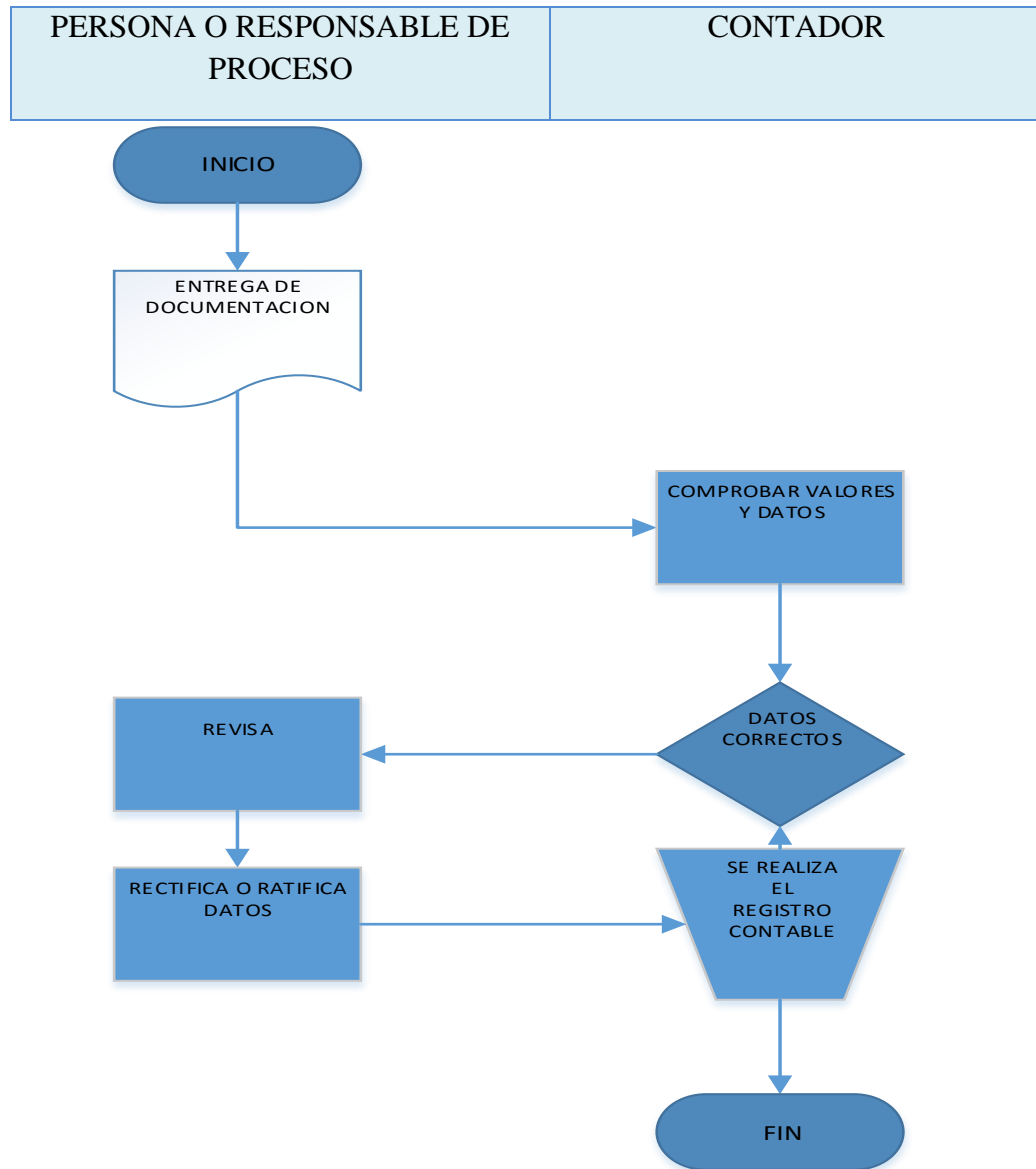 PERSONA O RESPONSABLE DE
PROCESO
CONTADOR
INICIO
ENTREGA DE
DOCUMENTACION
COMPROBAR VALORES
Y DATOS
DATOS
CORRECTOS
REVISA
RECTIFICA O RATIFICA
DATOS
SE REALIZA
EL
REGISTRO
CONTABLE
FIN